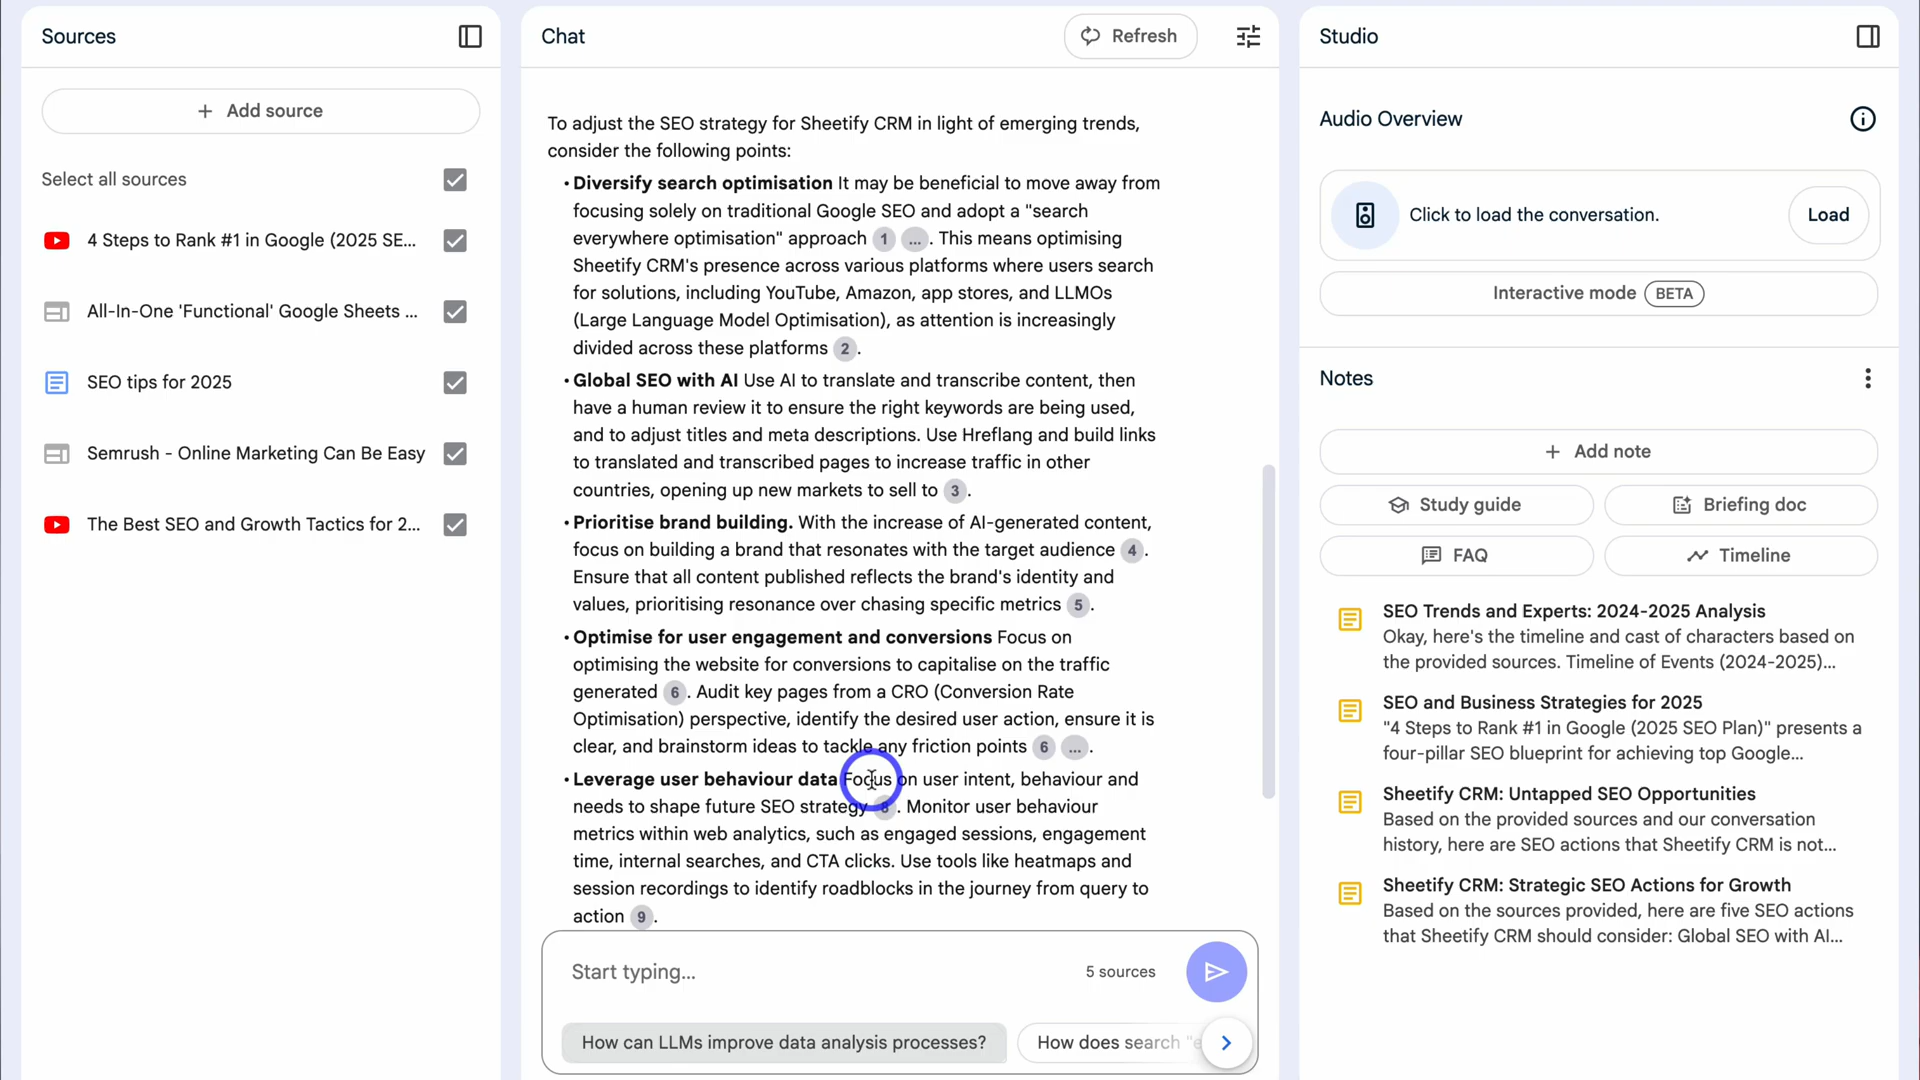 Sources
Add source
Select all sources
4 Steps to Rank #1 in Google (2025 SE...
All-In-One 'Functional' Google Sheets ...
SEO tips for 2025
Semrush - Online Marketing Can Be Easy
The Best SEO and Growth Tactics for 2...
Chat
Refresh
To adjust the SEO strategy for Sheetify CRM in light of emerging trends,
consider the following points:
• Diversify search optimisation It may be beneficial to move away from
focusing solely on traditional Google SEO and adopt a "search
everywhere optimisation" approach 1 ... . This means optimising
Sheetify CRM's presence across various platforms where users search
for solutions, including YouTube, Amazon, app stores, and LLMOs
(Large Language Model Optimisation), as attention is increasingly
divided across these platforms 2 .
• Global SEO with AI Use AI to translate and transcribe content, then
have a human review it to ensure the right keywords are being used,
and to adjust titles and meta descriptions. Use Hreflang and build links
to translated and transcribed pages to increase traffic in other
countries, opening up new markets to sell to 3 .
• Prioritise brand building. With the increase of AI-generated content,
focus on building a brand that resonates with the target audience 4 .
Ensure that all content published reflects the brand's identity and
values, prioritising resonance over chasing specific metrics 5 .
• Optimise for user engagement and conversions Focus on
optimising the website for conversions to capitalise on the traffic
generated 6 . Audit key pages from a CRO (Conversion Rate
Optimisation) perspective, identify the desired user action, ensure it is
clear, and brainstorm ideas to tackle any friction points 6 ... .
• Leverage user behaviour data Focus on user intent, behaviour and
needs to shape future SEO strategy 8 . Monitor user behaviour
metrics within web analytics, such as engaged sessions, engagement
time, internal searches, and CTA clicks. Use tools like heatmaps and
session recordings to identify roadblocks in the journey from query to
action 9 .
Start typing...
5 sources
How can LLMs improve data analysis processes?
How does search "e
Studio
Audio Overview
Click to load the conversation.
Load
Interactive mode BETA
Notes
Add note
Study guide
Briefing doc
FAQ
Timeline
SEO Trends and Experts: 2024-2025 Analysis
Okay, here's the timeline and cast of characters based on
the provided sources. Timeline of Events (2024-2025)...
SEO and Business Strategies for 2025
"4 Steps to Rank #1 in Google (2025 SEO Plan)" presents a
four-pillar SEO blueprint for achieving top Google...
Sheetify CRM: Untapped SEO Opportunities
Based on the provided sources and our conversation
history, here are SEO actions that Sheetify CRM is not...
Sheetify CRM: Strategic SEO Actions for Growth
Based on the sources provided, here are five SEO actions
that Sheetify CRM should consider: Global SEO with AI...